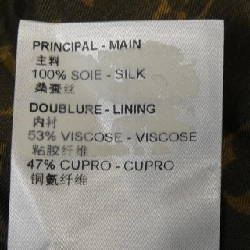 PRINCIPAL - MAIN
主料
100% SOIE - SILK
桑蚕丝
DOUBLURE - LINING
内衬
53% VISCOSE - VISCOSE
粘胶纤维
47% CUPRO - CUPRO
铜氨纤维